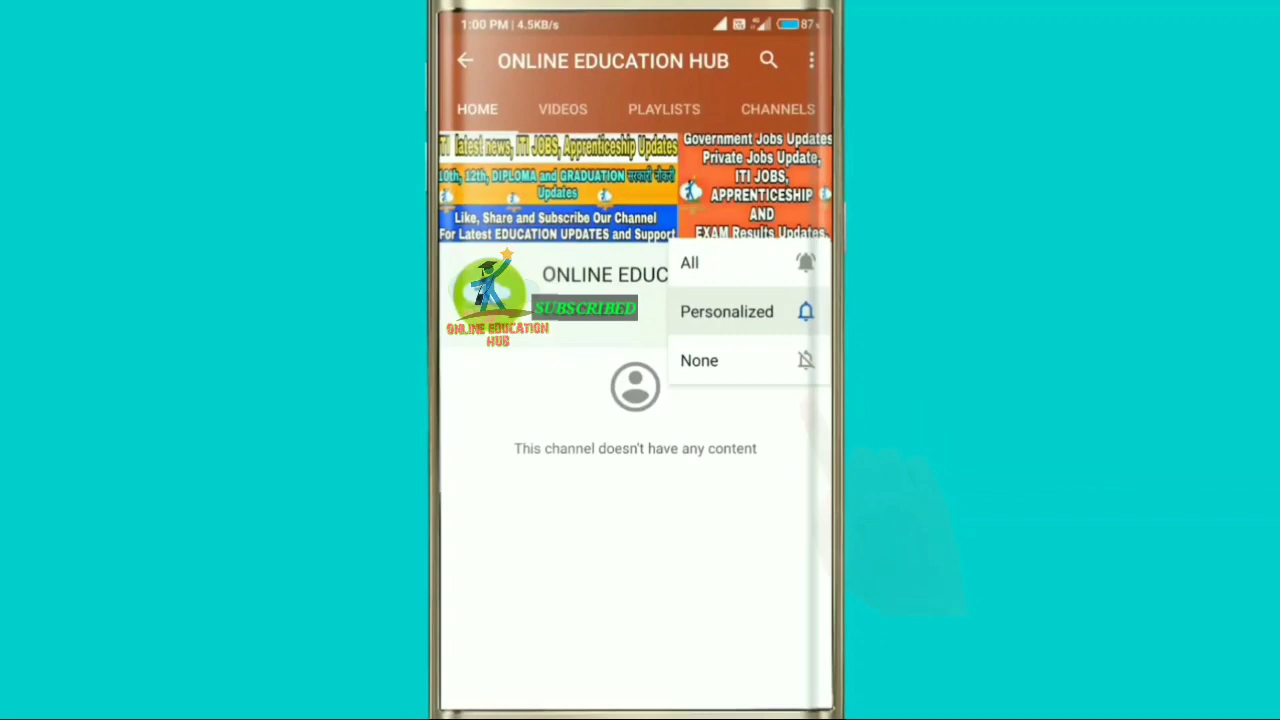 1:00 PM | 4.5KB/s
87%
ONLINE EDUCATION HUB
HOME VIDEOS PLAYLISTS CHANNELS
ITI latest news, ITI JOBS, Apprenticeship Updates
10th, 12th, DIPLOMA and GRADUATION सरकारी नौकरी
Updates
Like, Share and Subscribe Our Channel
For Latest EDUCATION UPDATES and Support
Government Jobs Updates
Private Jobs Update,
ITI JOBS,
APPRENTICESHIP
AND
EXAM Results Updates,
ONLINE EDUC
SUBSCRIBED
ONLINE EDUCATION
HUB
All
Personalized
None
This channel doesn't have any content